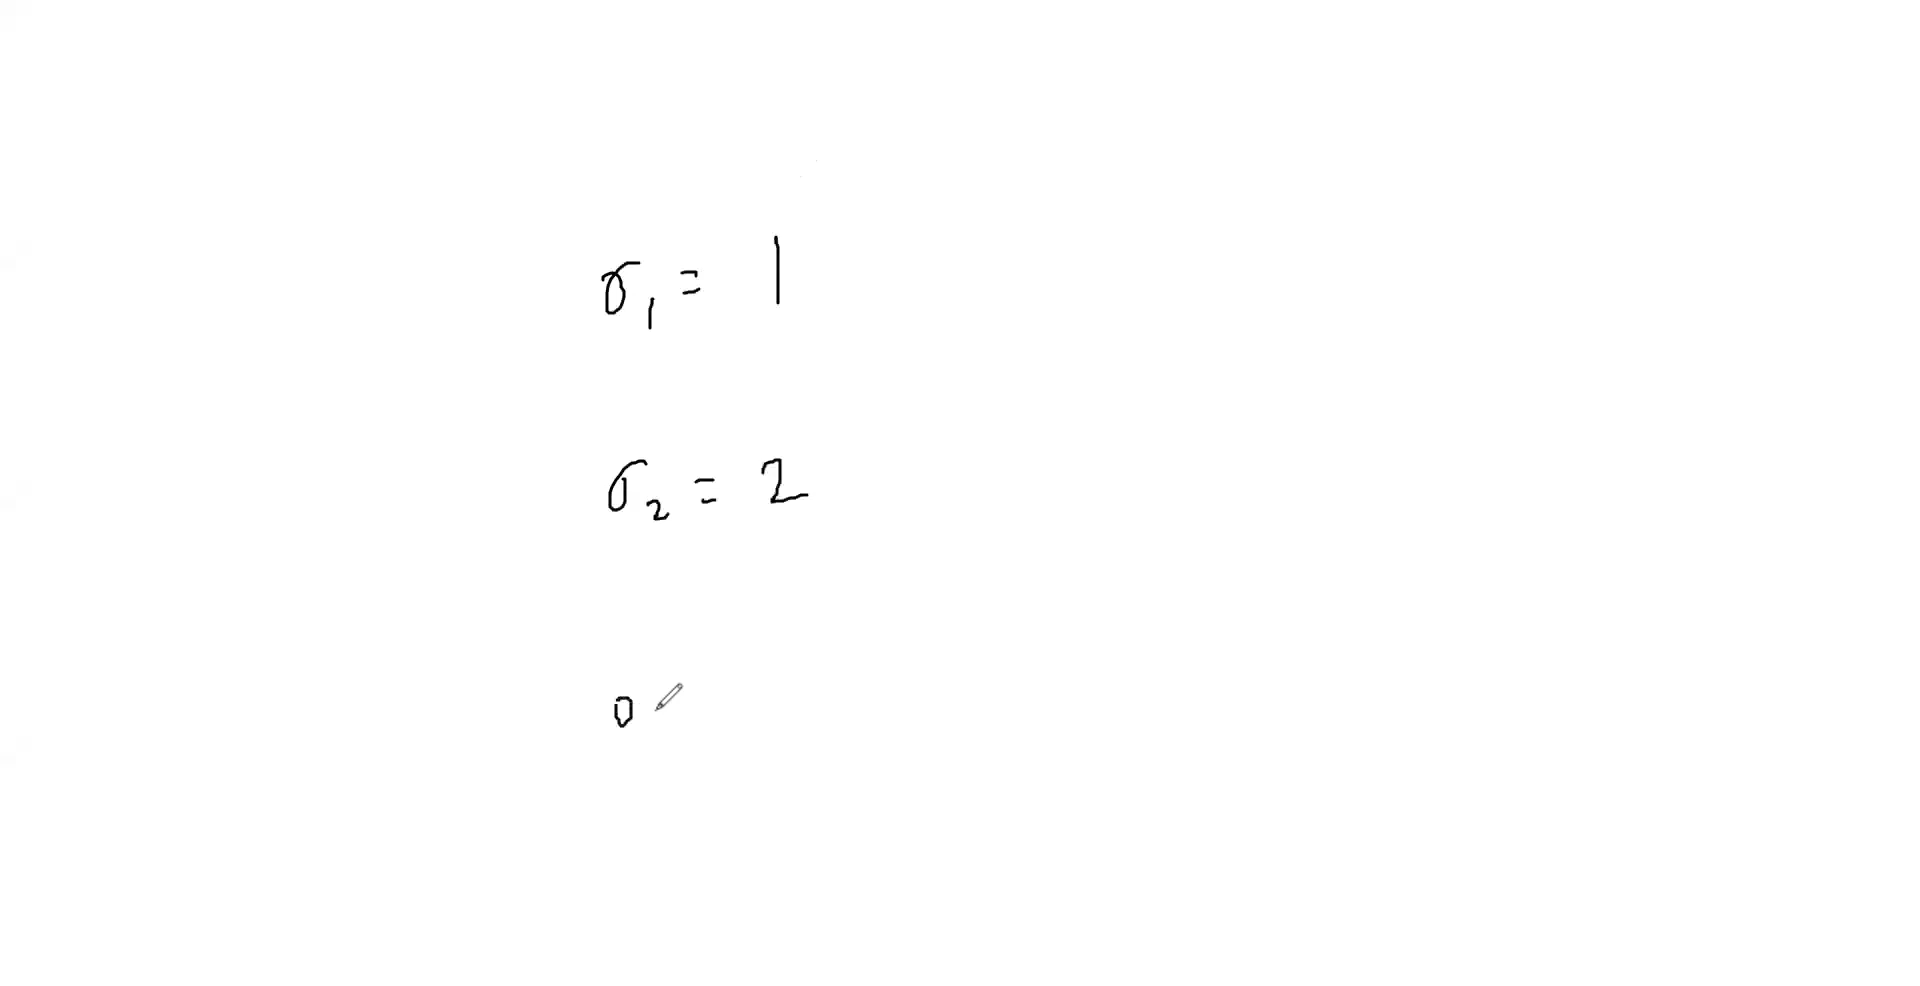 σ₁ = 1
σ₂ = 2